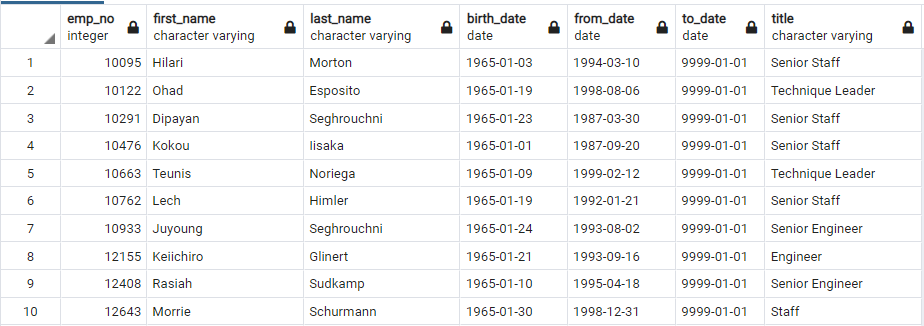 emp_no first_name last_name birth_date from_date to_date title
integer character varying character varying date date date character varying
1 10095 Hilari Morton 1965-01-03 1994-03-10 9999-01-01 Senior Staff
2 10122 Ohad Esposito 1965-01-19 1998-08-06 9999-01-01 Technique Leader
3 10291 Dipayan Seghrouchni 1965-01-23 1987-03-30 9999-01-01 Senior Staff
4 10476 Kokou Iisaka 1965-01-01 1987-09-20 9999-01-01 Senior Staff
5 10663 Teunis Noriega 1965-01-09 1999-02-12 9999-01-01 Technique Leader
6 10762 Lech Himler 1965-01-19 1992-01-21 9999-01-01 Senior Staff
7 10933 Juyoung Seghrouchni 1965-01-24 1993-08-02 9999-01-01 Senior Engineer
8 12155 Keiichiro Glinert 1965-01-21 1993-09-16 9999-01-01 Engineer
9 12408 Rasiah Sudkamp 1965-01-10 1995-04-18 9999-01-01 Senior Engineer
10 12643 Morrie Schurmann 1965-01-30 1998-12-31 9999-01-01 Staff